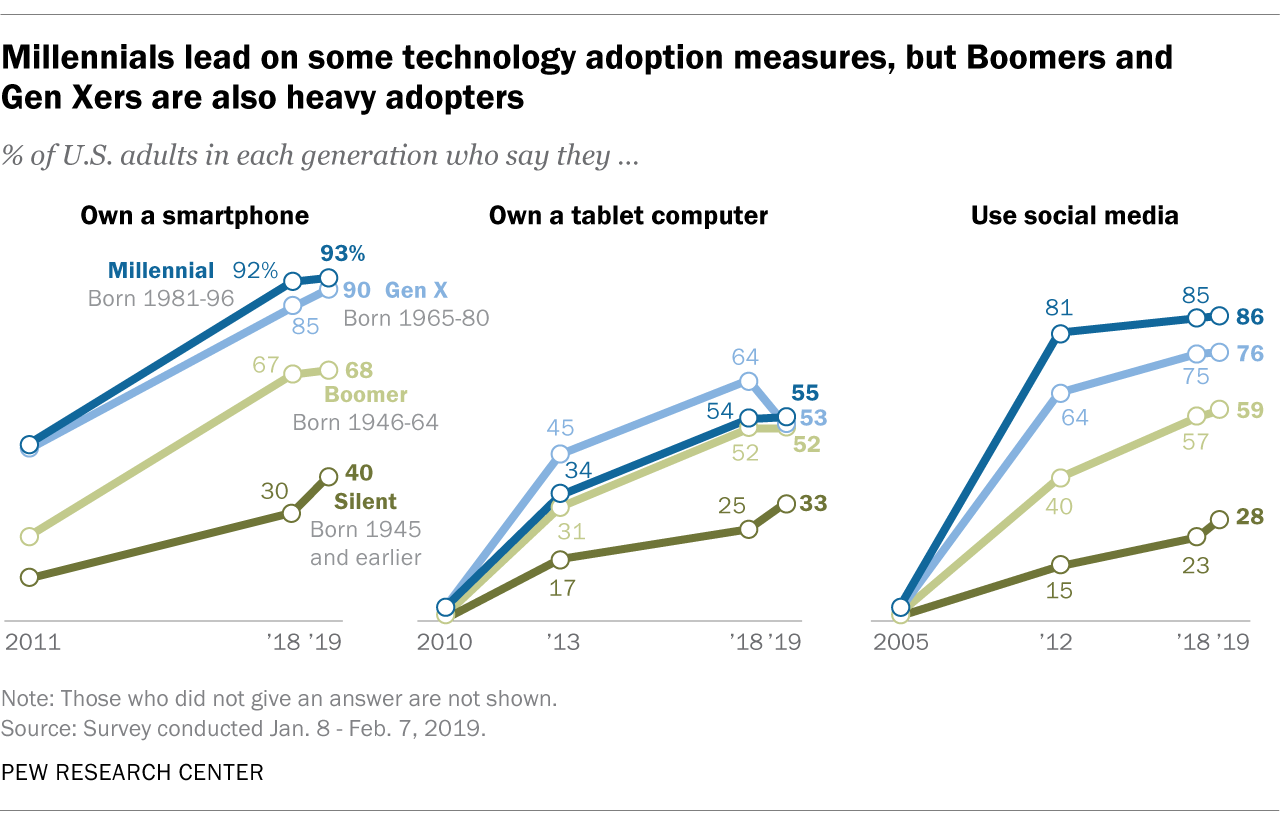 Millennials lead on some technology adoption measures, but Boomers and
Gen Xers are also heavy adopters
% of U.S. adults in each generation who say they ...
Own a smartphone
93%
Millennial 92%
Born 1981-96
90 Gen X
Born 1965-80
85
67
68
Boomer
Born 1946-64
30
40
Silent
Born 1945
and earlier
2011 ’18 ’19
Own a tablet computer
64
45
54
55
53
52
52
34
31
25
33
17
2010 ’13 ’18 ’19
Use social media
81
85
86
76
75
64
59
57
40
28
23
15
2005 ’12 ’18 ’19
Note: Those who did not give an answer are not shown.
Source: Survey conducted Jan. 8 - Feb. 7, 2019.
PEW RESEARCH CENTER